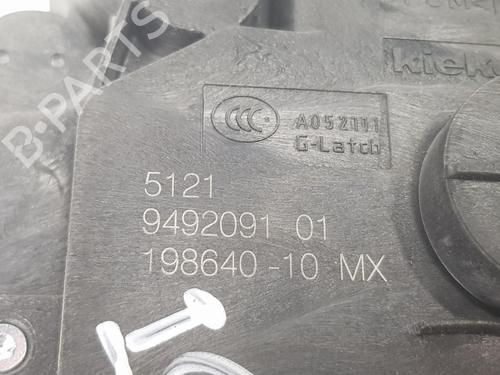 B-PARTS
kiek
CCC
A052111
G-Latch
5121
9492091 01
198640-10 MX